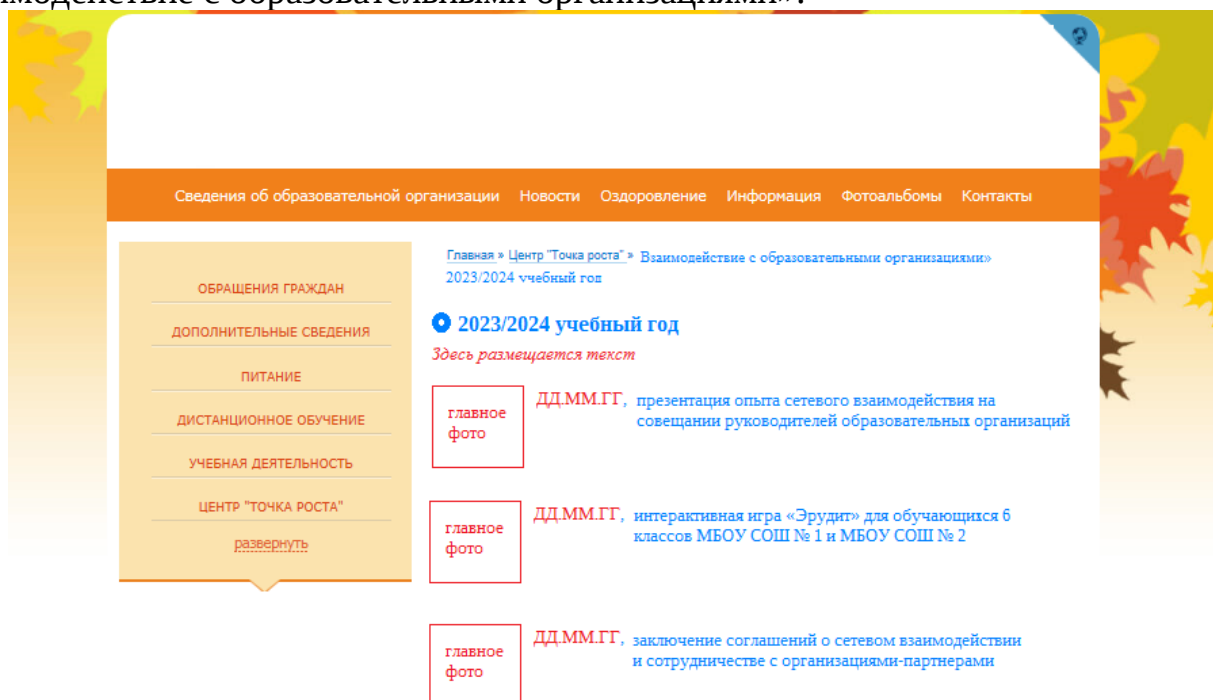 имодействие с образовательными организациями».
Сведения об образовательной организации Новости Оздоровление Информация Фотоальбомы Контакты
ОБРАЩЕНИЯ ГРАЖДАН
ДОПОЛНИТЕЛЬНЫЕ СВЕДЕНИЯ
ПИТАНИЕ
ДИСТАНЦИОННОЕ ОБУЧЕНИЕ
УЧЕБНАЯ ДЕЯТЕЛЬНОСТЬ
ЦЕНТР "ТОЧКА РОСТА"
развернуть
Главная » Центр "Точка роста" » Взаимодействие с образовательными организациями»
2023/2024 учебный год
2023/2024 учебный год
Здесь размещается текст
главное
фото
ДД.ММ.ГГ, презентация опыта сетевого взаимодействия на
совещании руководителей образовательных организаций
главное
фото
ДД.ММ.ГГ, интерактивная игра «Эрудит» для обучающихся 6
классов МБОУ СОШ № 1 и МБОУ СОШ № 2
главное
фото
ДД.ММ.ГГ, заключение соглашений о сетевом взаимодействии
и сотрудничестве с организациями-партнерами